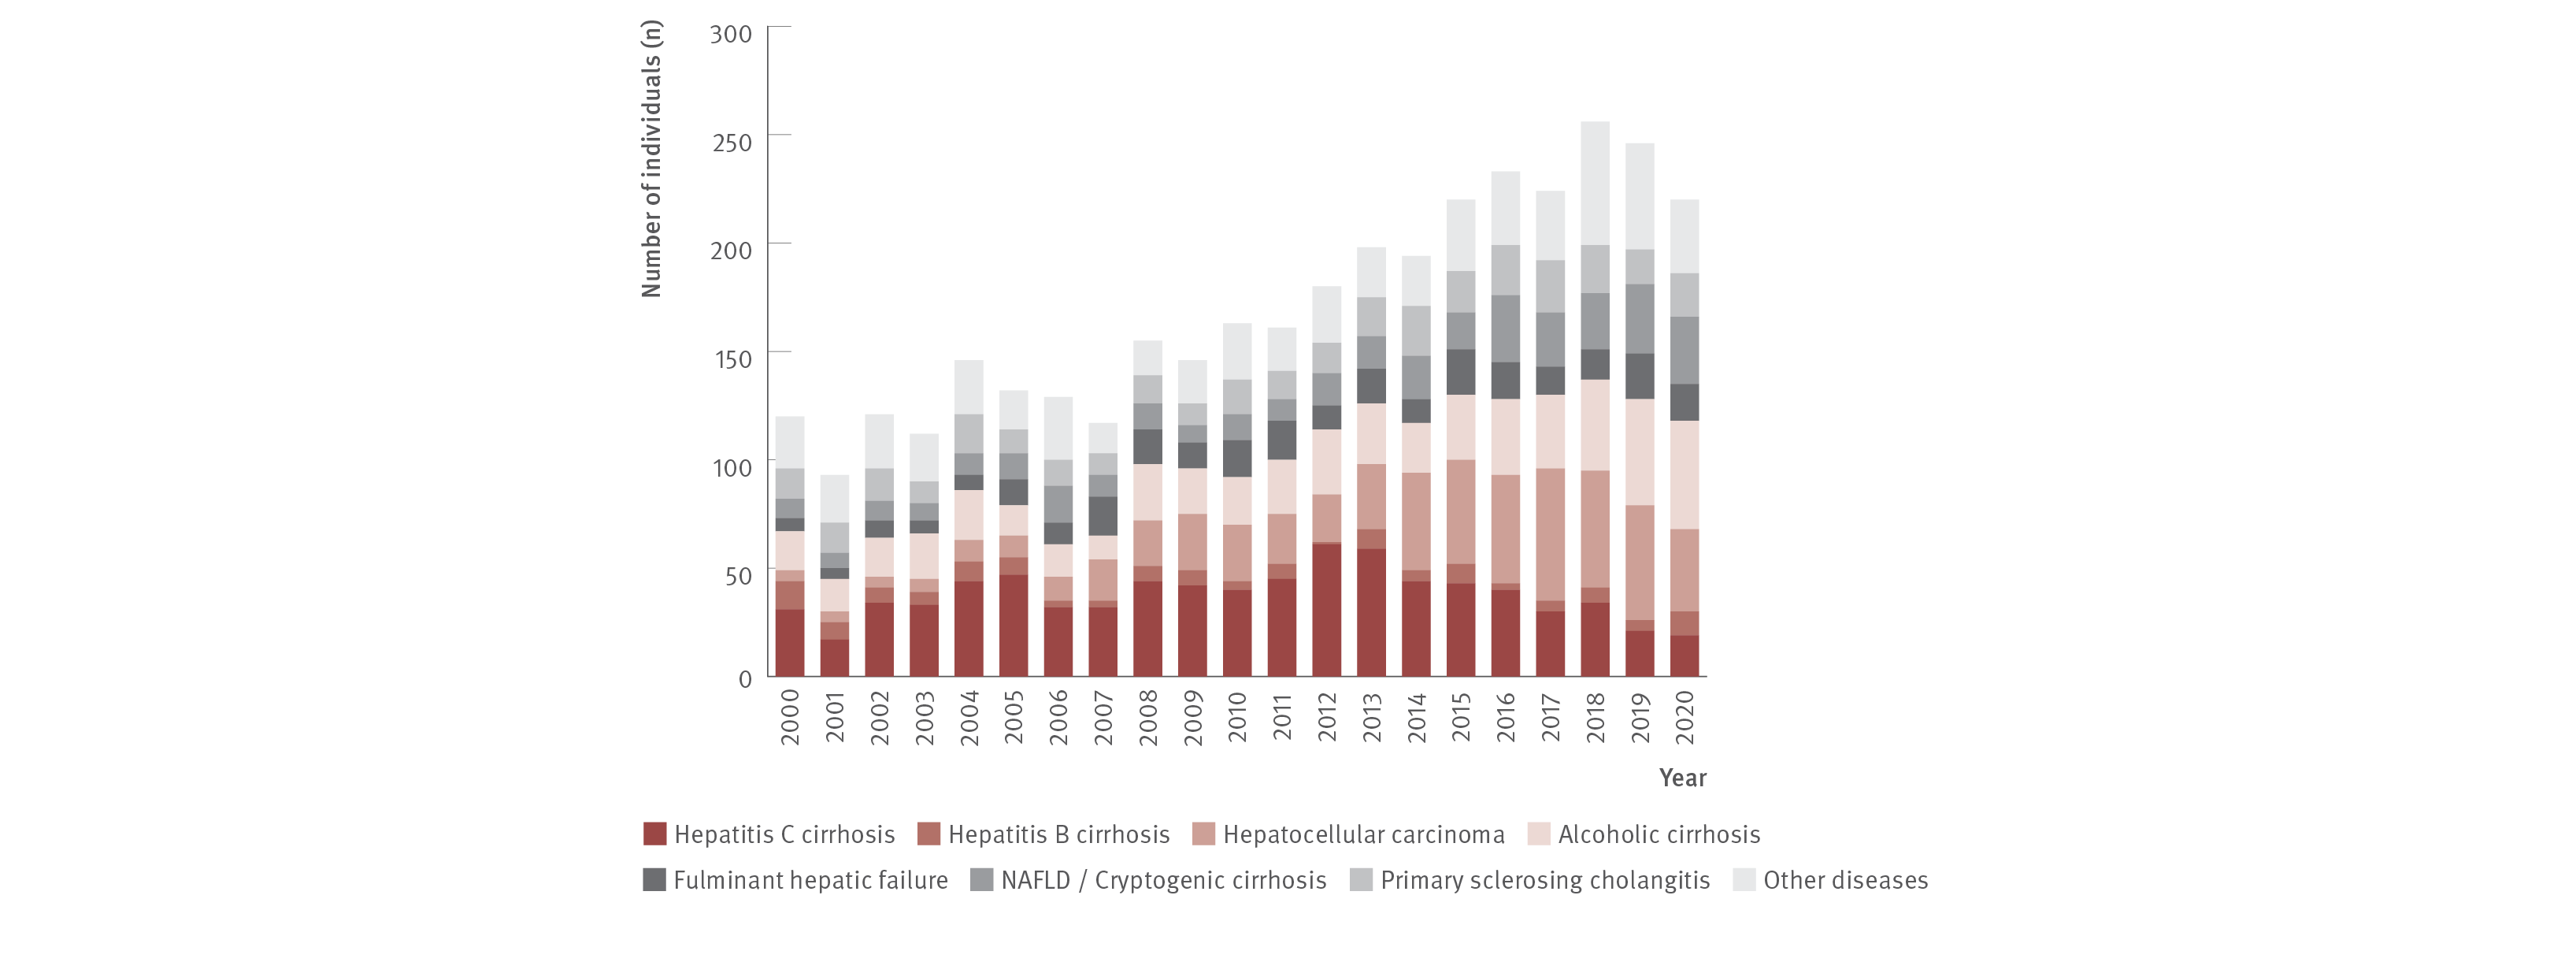 Number of individuals (n)
300
250
200
150
100
50
0
2000 2001 2002 2003 2004 2005 2006 2007 2008 2009 2010 2011 2012 2013 2014 2015 2016 2017 2018 2019 2020
Year
Hepatitis C cirrhosis Hepatitis B cirrhosis Hepatocellular carcinoma Alcoholic cirrhosis
Fulminant hepatic failure NAFLD / Cryptogenic cirrhosis Primary sclerosing cholangitis Other diseases